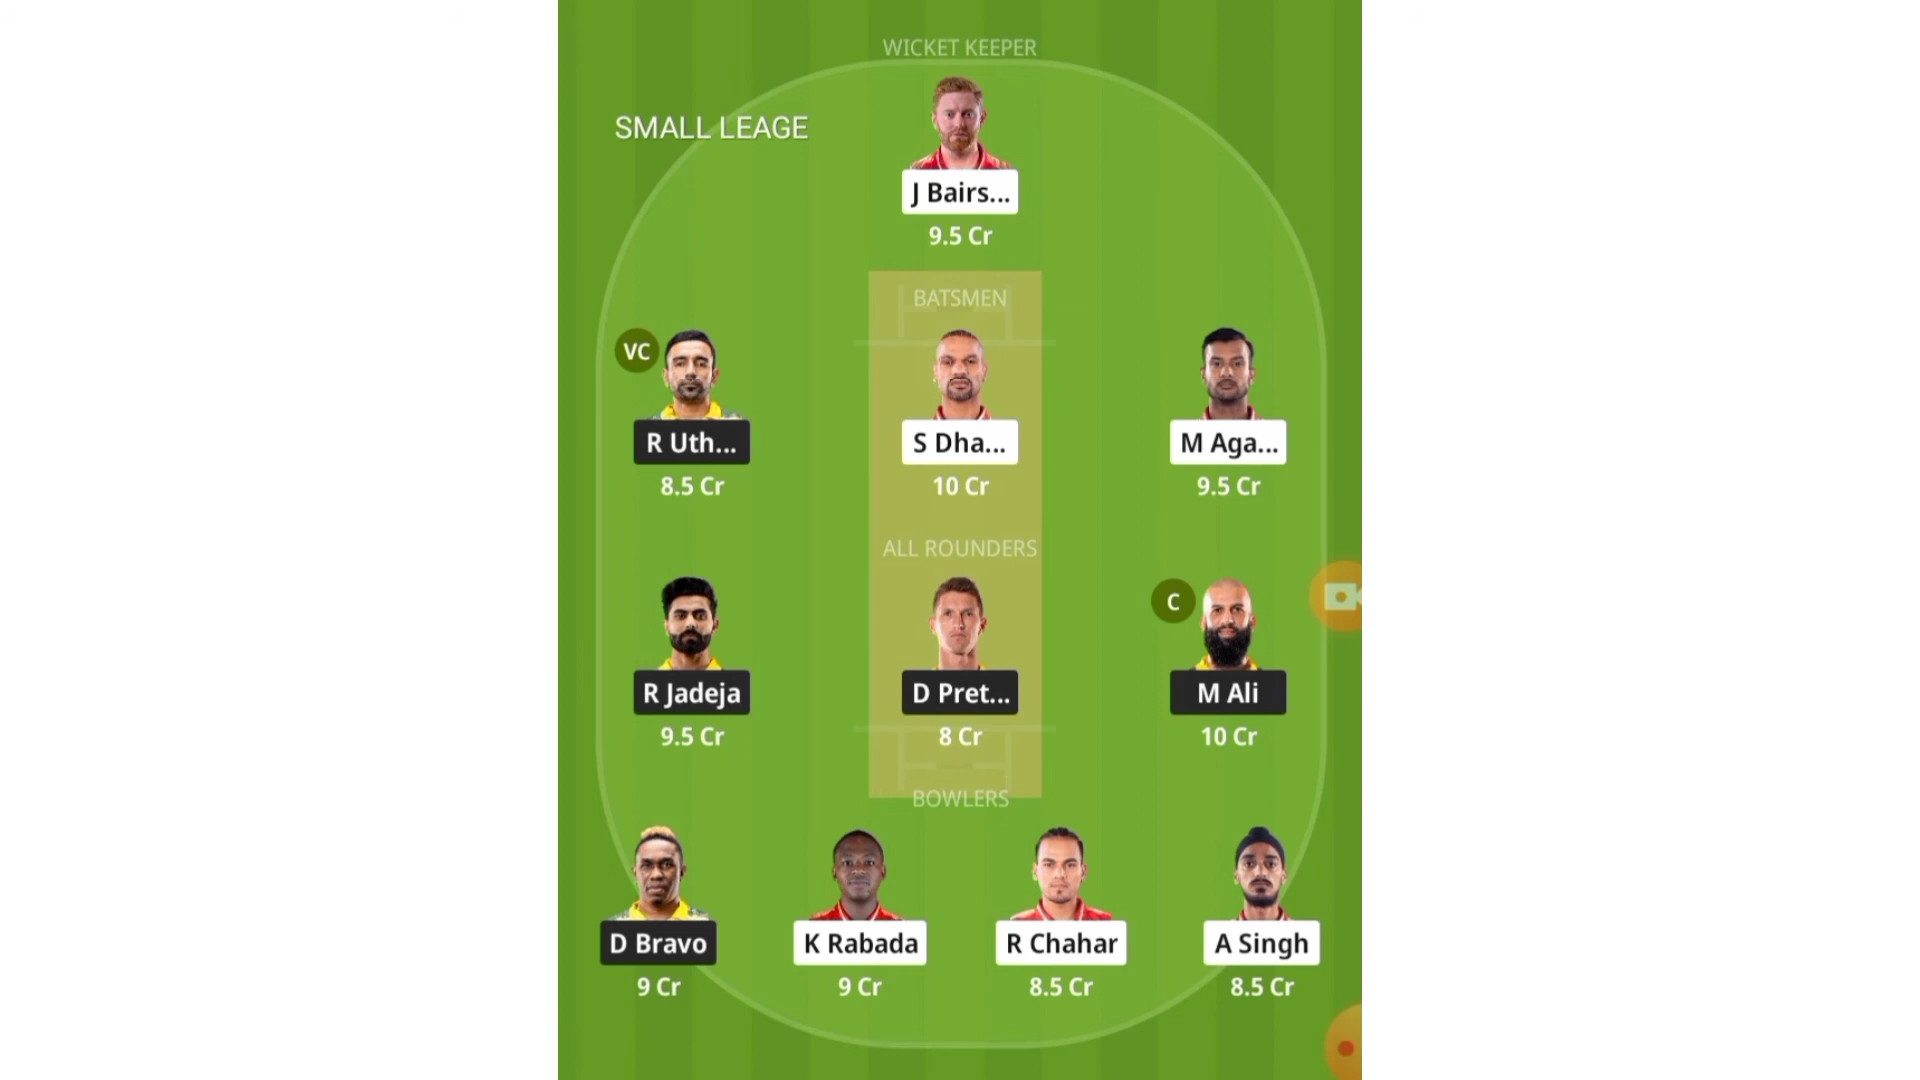 WICKET KEEPER
SMALL LEAGE
J Bairs...
9.5 Cr
BATSMEN
VC
R Uth... S Dha... M Aga...
8.5 Cr 10 Cr 9.5 Cr
ALL ROUNDERS
C
R Jadeja D Pret... M Ali
9.5 Cr 8 Cr 10 Cr
BOWLERS
D Bravo K Rabada R Chahar A Singh
9 Cr 9 Cr 8.5 Cr 8.5 Cr